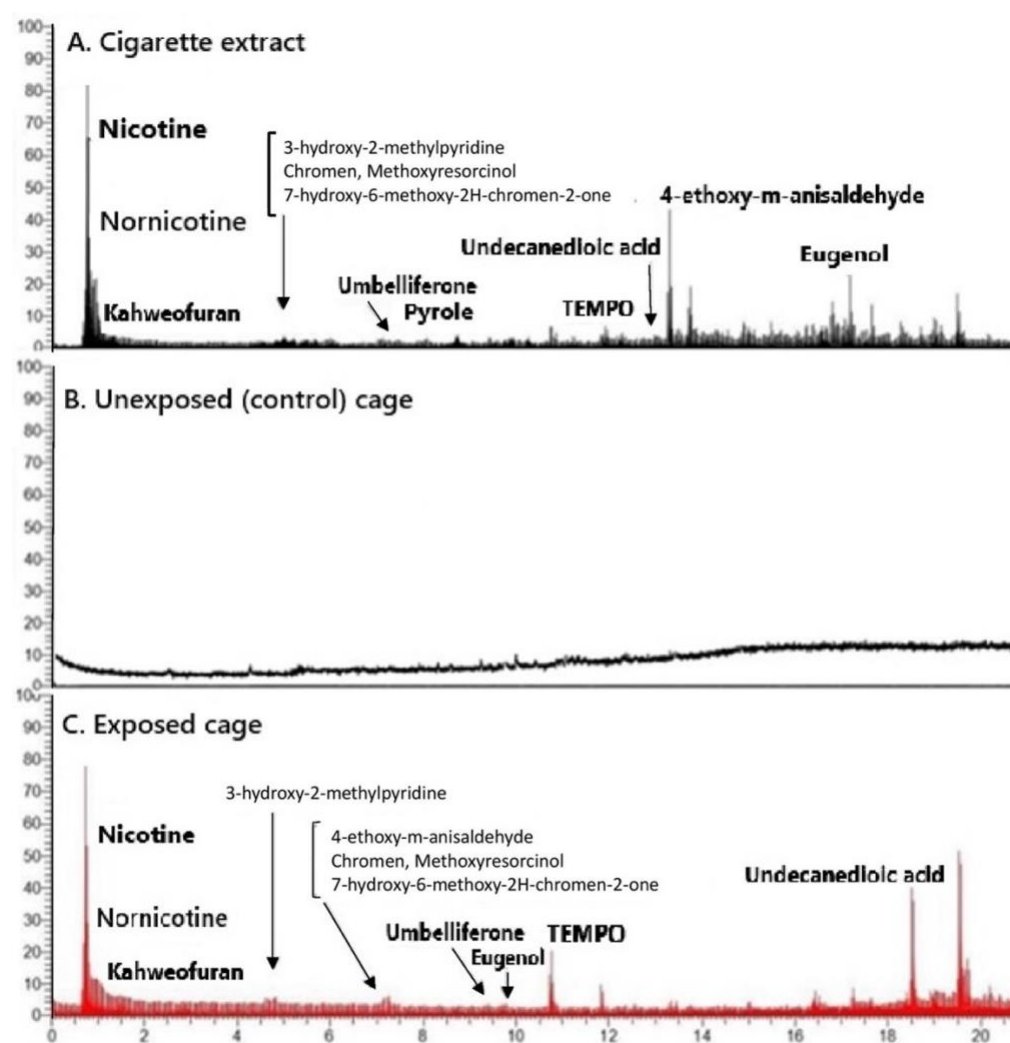 100
A. Cigarette extract
90
80
70
Nicotine
60
3-hydroxy-2-methylpyridine
Chromen, Methoxyresorcinol
7-hydroxy-6-methoxy-2H-chromen-2-one
50
4-ethoxy-m-anisaldehyde
40
Nornicotine
30
Undecanedioic acid
Eugenol
20
Umbelliferone
10
Kahweofuran
Pyrole
TEMPO
0
100
B. Unexposed (control) cage
90
80
70
60
50
40
30
20
10
0
100
C. Exposed cage
90
80
70
3-hydroxy-2-methylpyridine
60
Nicotine
4-ethoxy-m-anisaldehyde
Chromen, Methoxyresorcinol
7-hydroxy-6-methoxy-2H-chromen-2-one
50
Undecanedioic acid
40
30
Nornicotine
Umbelliferone
TEMPO
Eugenol
20
10
Kahweofuran
0
0 2 4 6 8 10 12 14 16 18 20